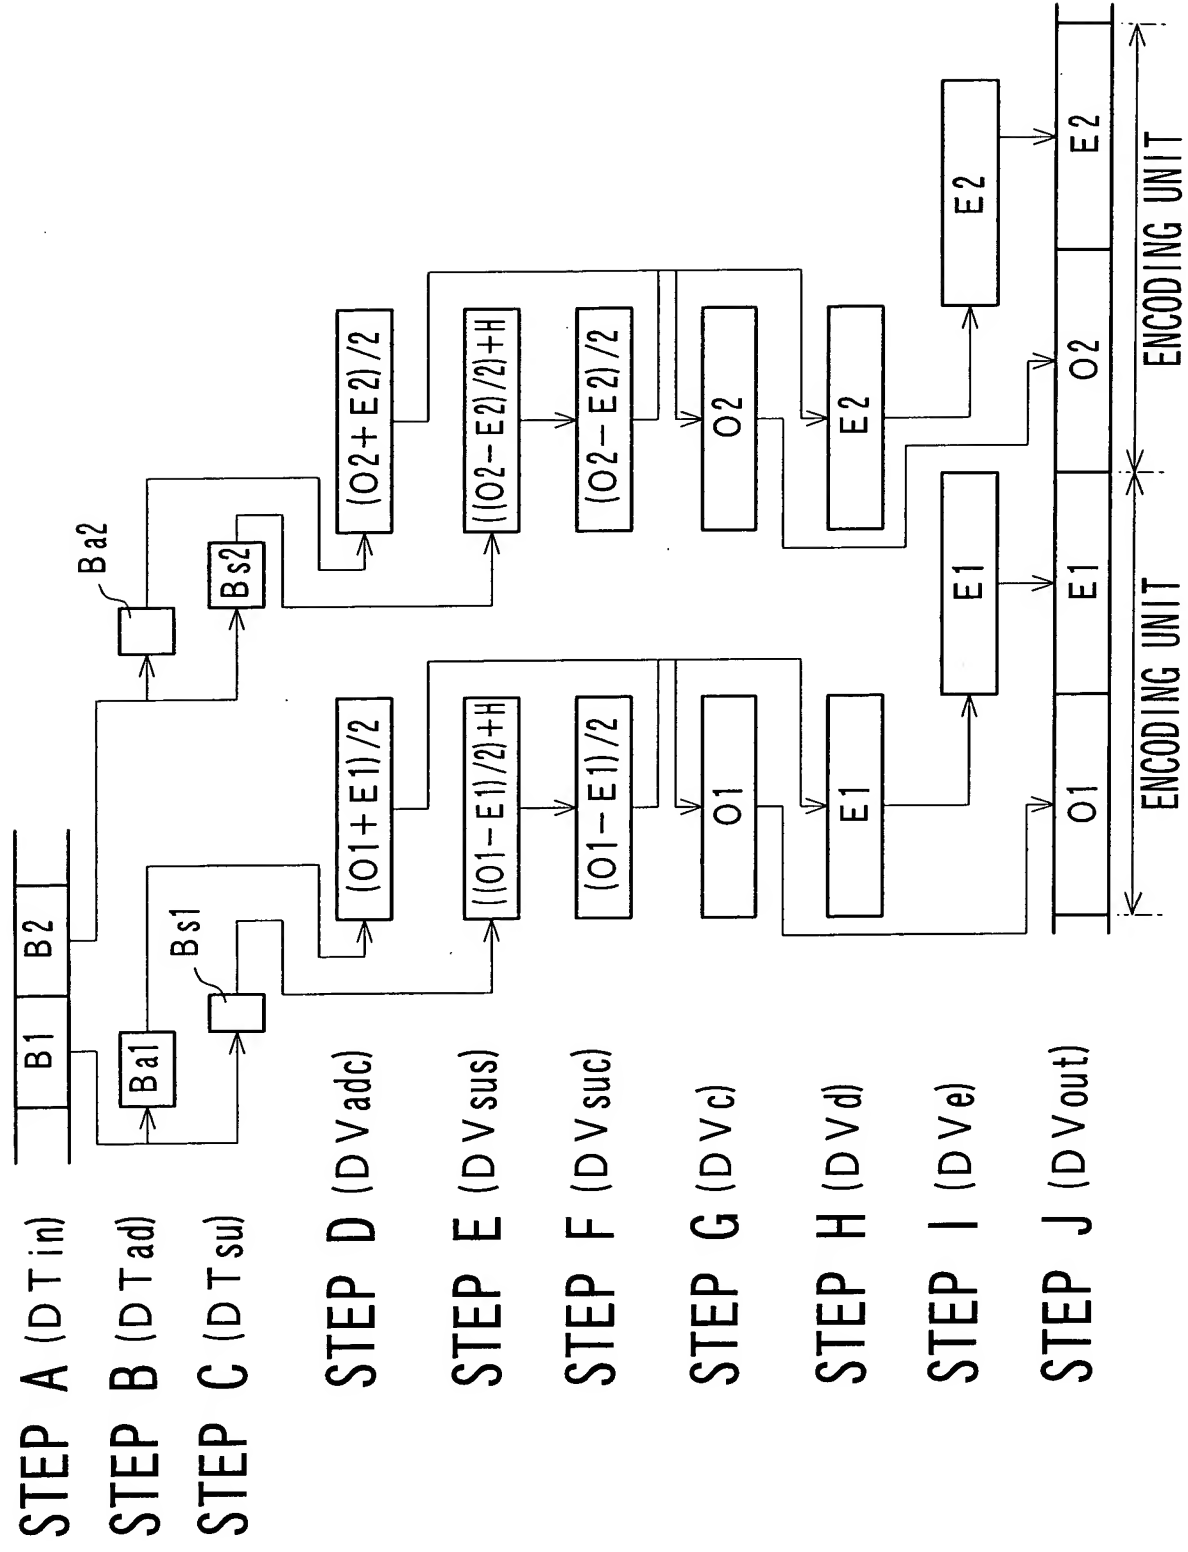 STEP A (DTin)
B1
B2
STEP B (DTad)
Ba1
Ba2
STEP C (DTsu)
Bs1
Bs2
STEP D (DVadc)
(O1+E1)/2
(O2+E2)/2
STEP E (DVsus)
((O1-E1)/2)+H
((O2-E2)/2)+H
STEP F (DVsuc)
(O1-E1)/2
(O2-E2)/2
STEP G (DVc)
O1
O2
STEP H (DVd)
E1
E2
STEP I (DVe)
E1
E2
STEP J (DVout)
O1
E1
O2
E2
ENCODING UNIT
ENCODING UNIT